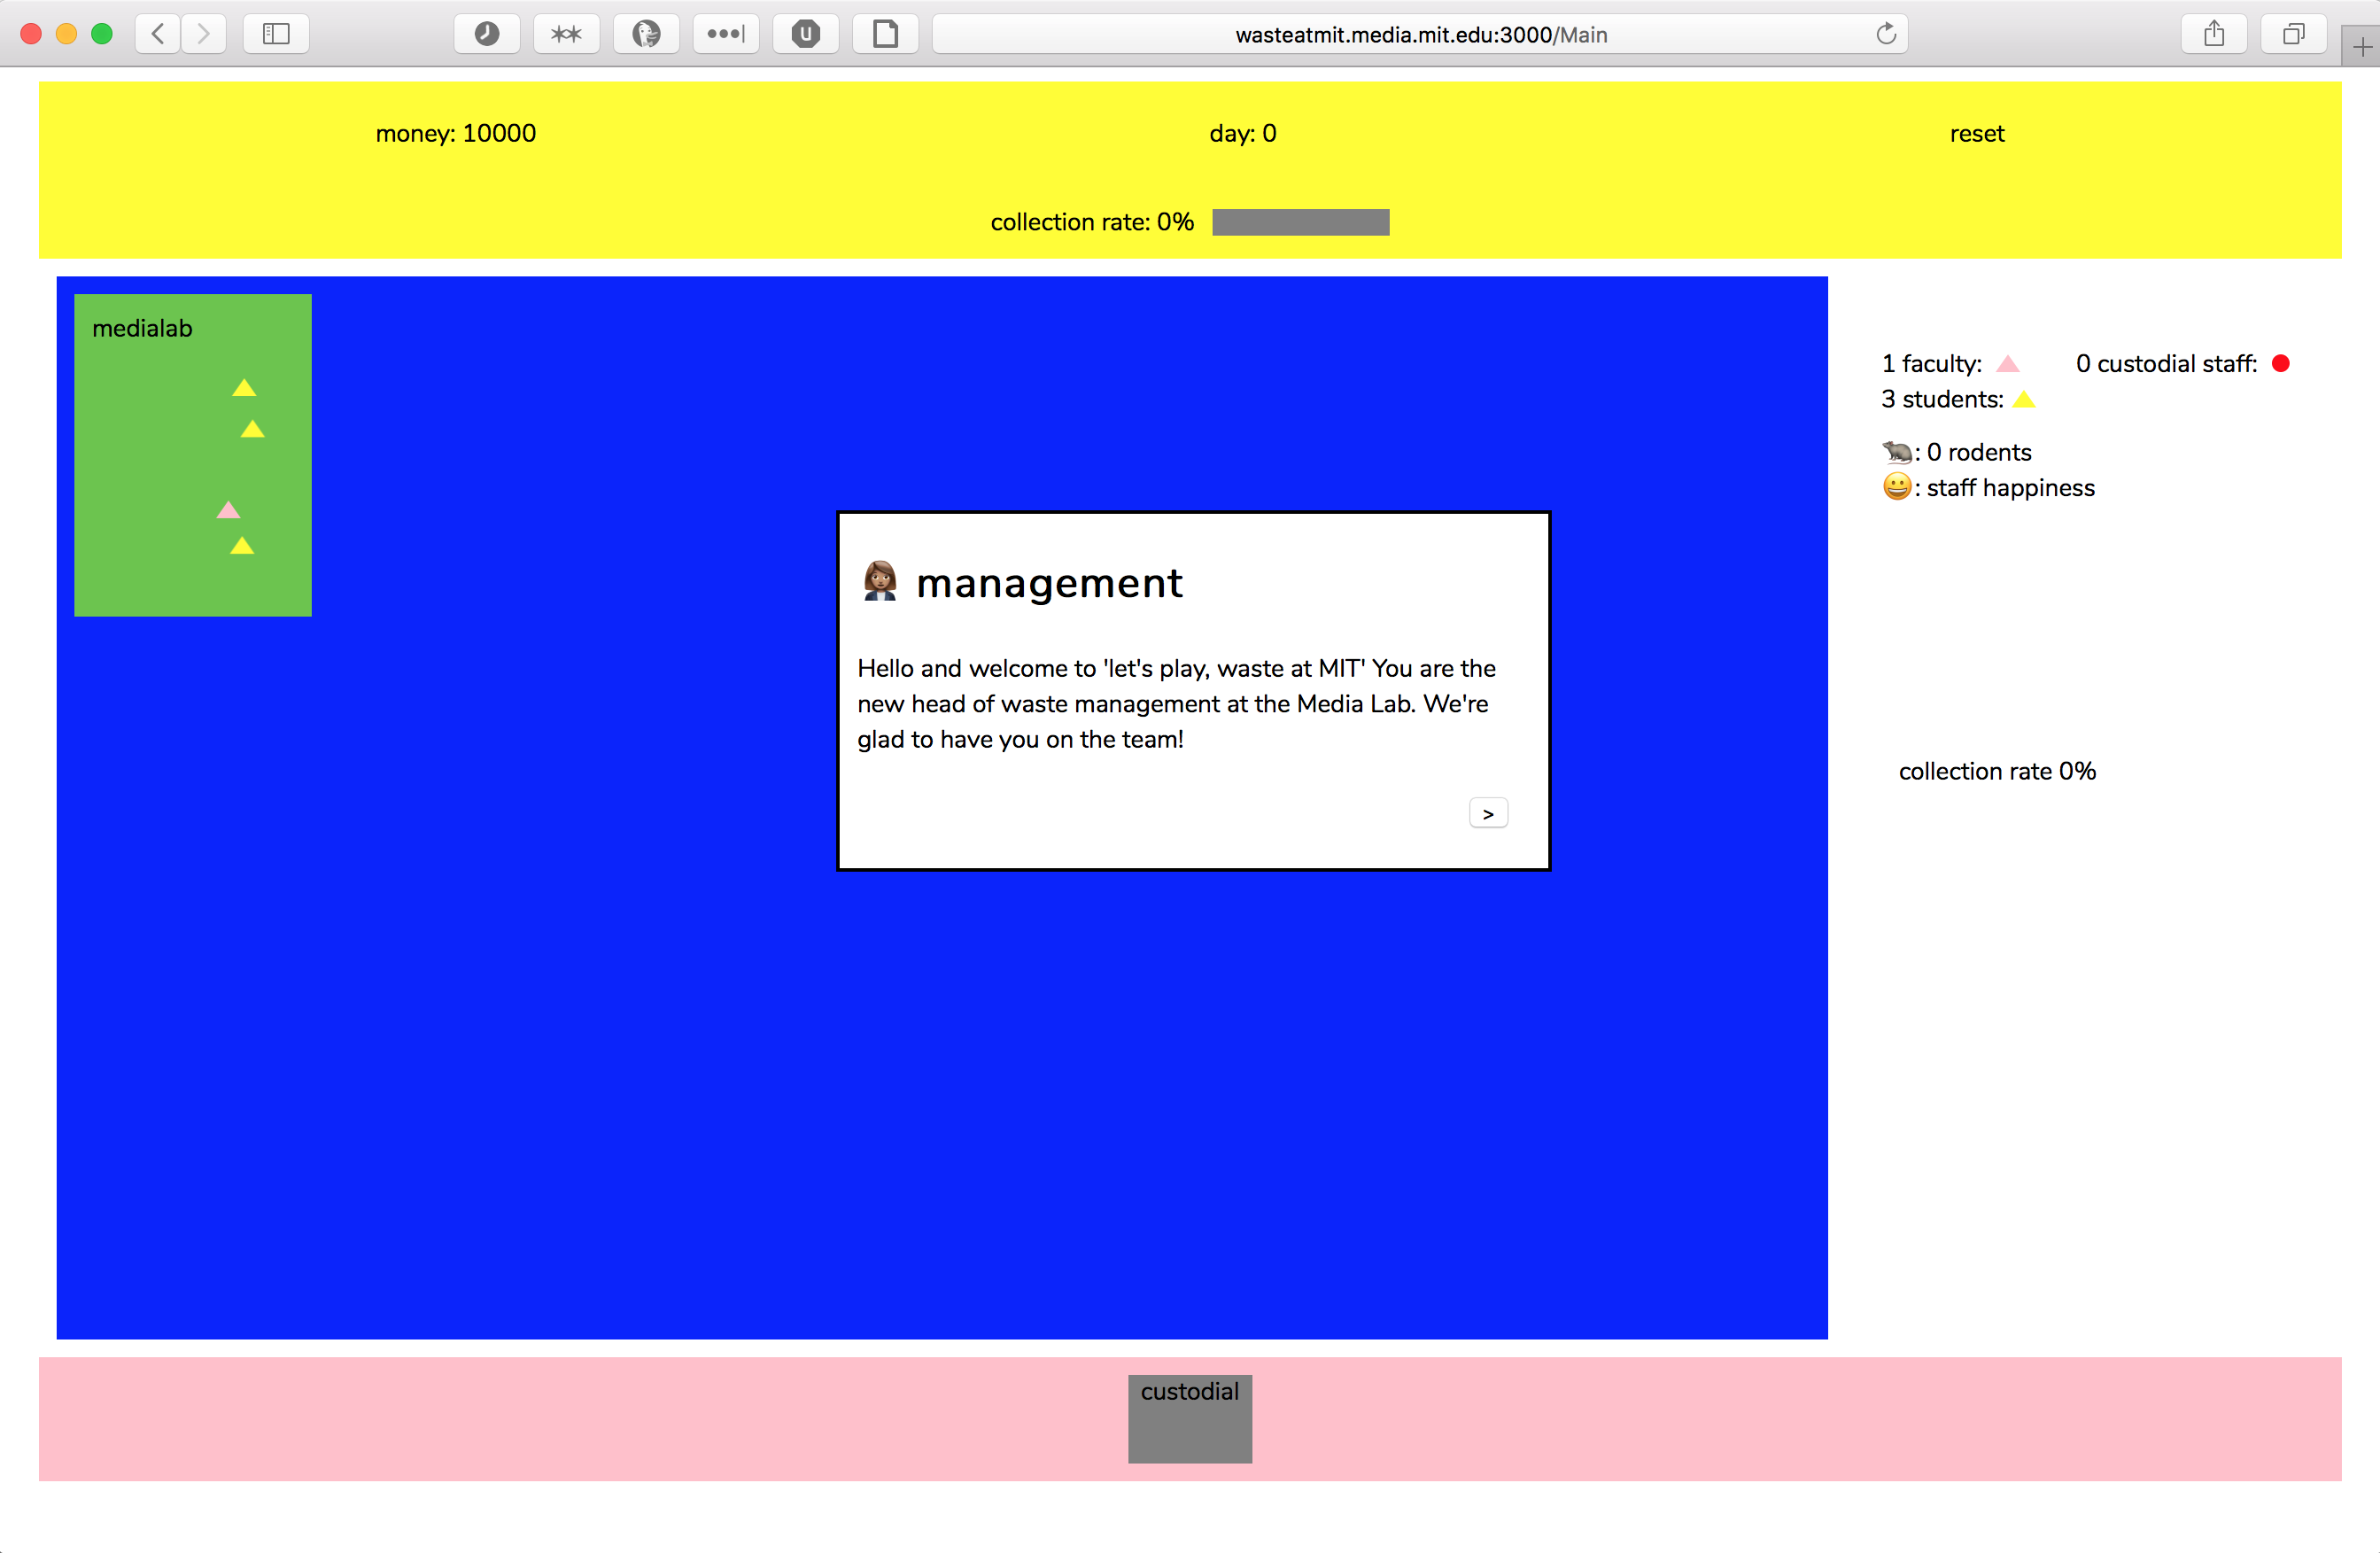 wasteatmit.media.mit.edu:3000/Main
money: 10000
day: 0
reset
collection rate: 0%
medialab
1 faculty:
0 custodial staff:
3 students:
: 0 rodents
: staff happiness
management
Hello and welcome to 'let's play, waste at MIT' You are the
new head of waste management at the Media Lab. We're
glad to have you on the team!
>
collection rate 0%
custodial